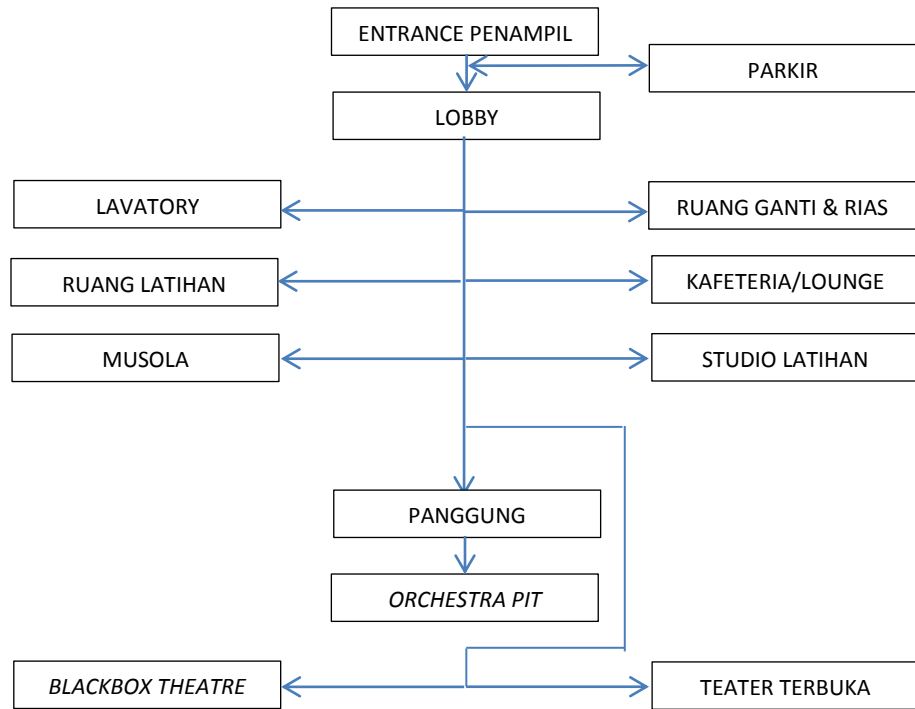 ENTRANCE PENAMPIL
PARKIR
LOBBY
LAVATORY
RUANG GANTI & RIAS
RUANG LATIHAN
KAFETERIA/LOUNGE
MUSOLA
STUDIO LATIHAN
PANGGUNG
ORCHESTRA PIT
BLACKBOX THEATRE
TEATER TERBUKA